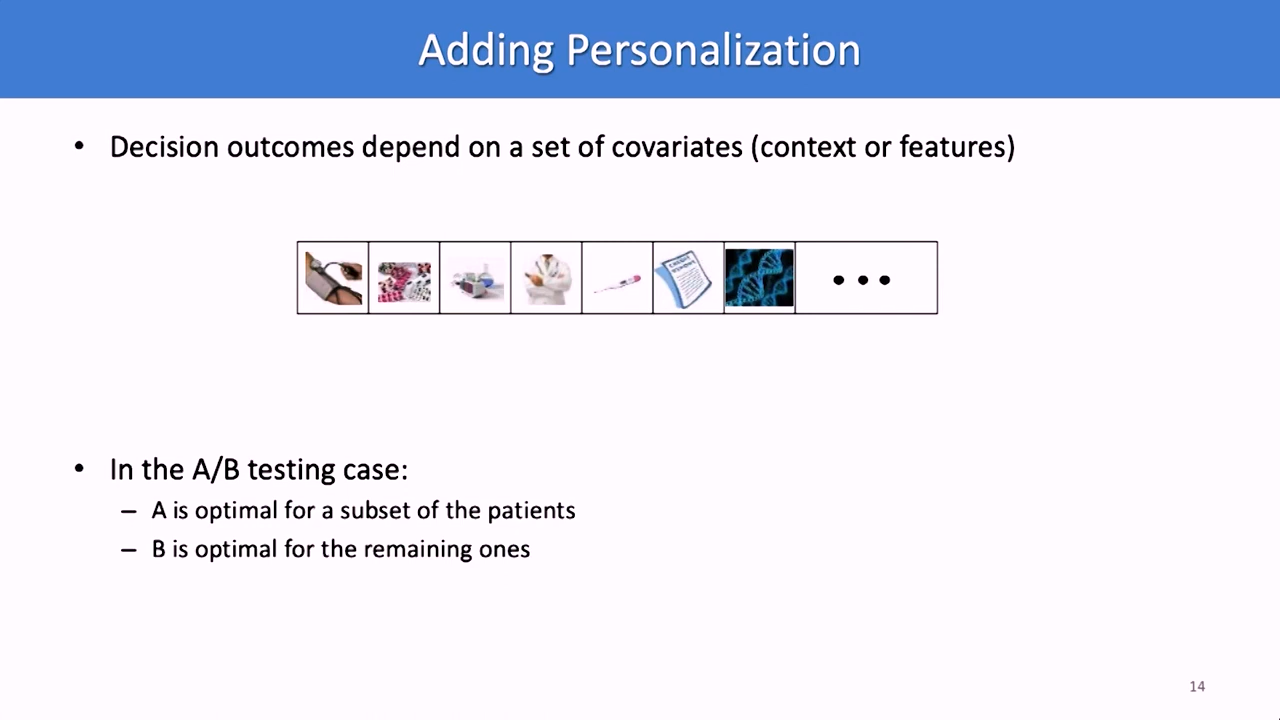 Adding Personalization
• Decision outcomes depend on a set of covariates (context or features)
• In the A/B testing case:
– A is optimal for a subset of the patients
– B is optimal for the remaining ones
14